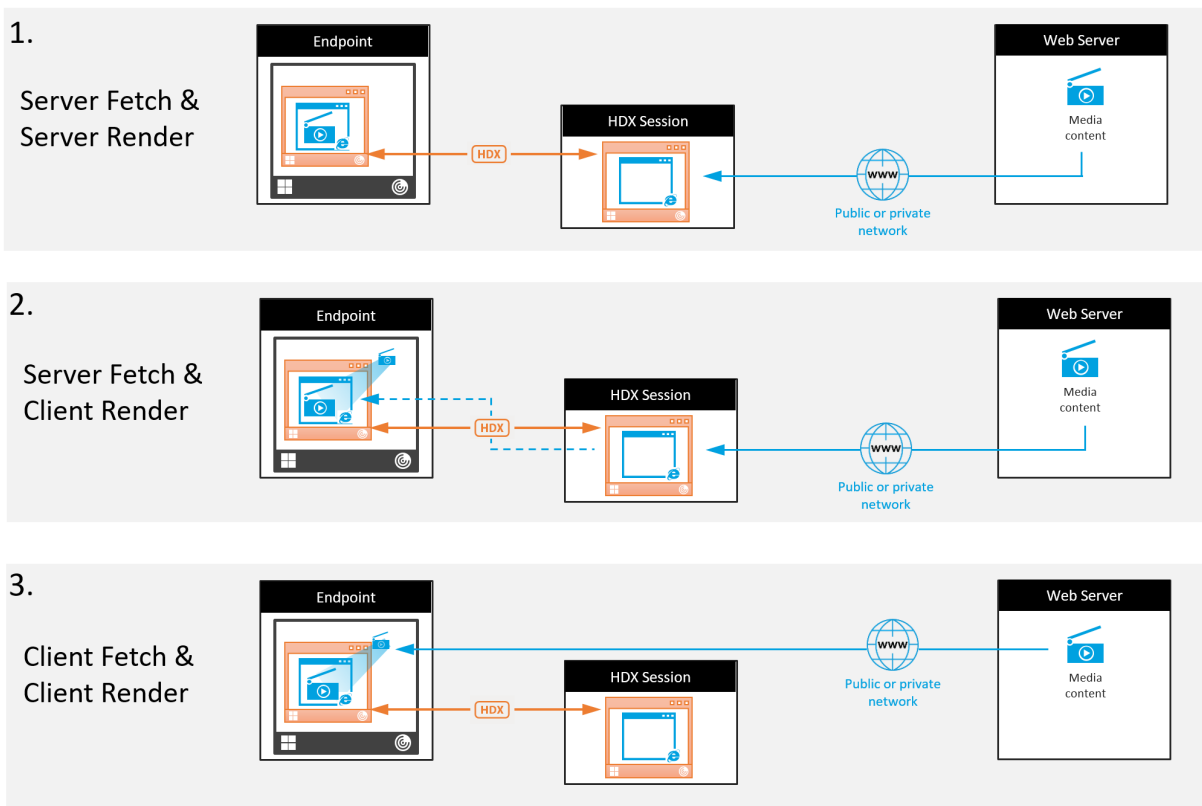 1.
Server Fetch &
Server Render
Endpoint
HDX
HDX Session
www
Public or private
network
Web Server
Media
content
2.
Server Fetch &
Client Render
Endpoint
HDX
HDX Session
www
Public or private
network
Web Server
Media
content
3.
Client Fetch &
Client Render
Endpoint
HDX
HDX Session
www
Public or private
network
Web Server
Media
content